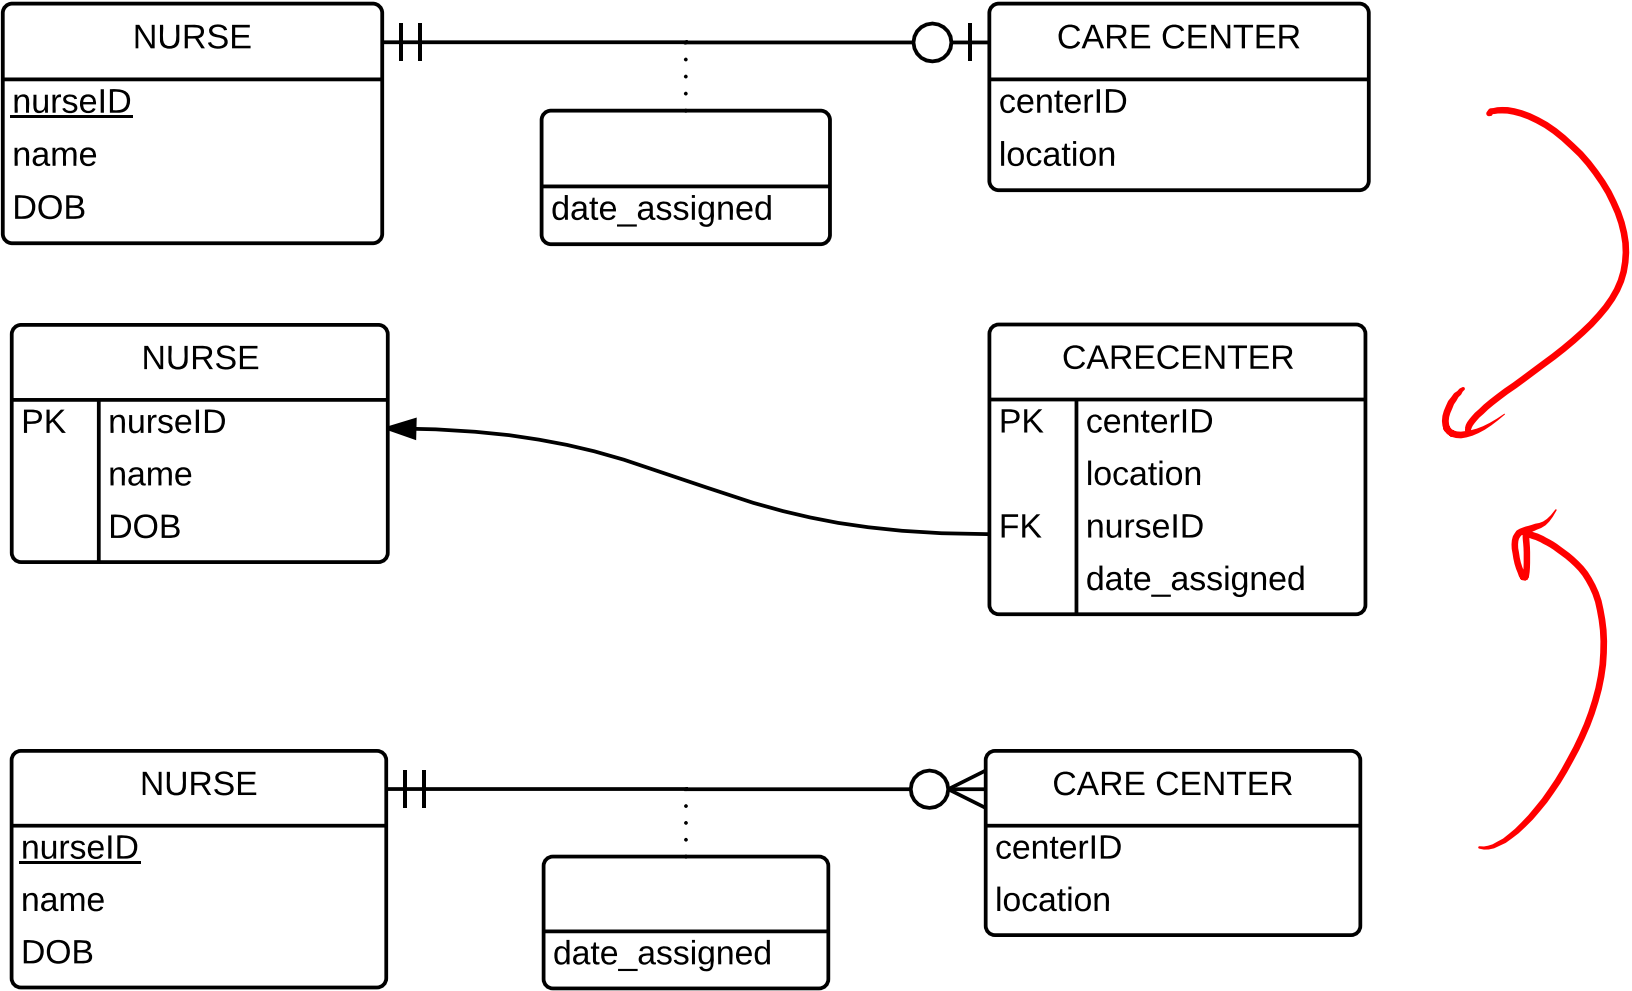 NURSE
nurseID
name
DOB
date_assigned
CARE CENTER
centerID
location
NURSE
PK nurseID
name
DOB
CARECENTER
PK centerID
location
FK nurseID
date_assigned
NURSE
nurseID
name
DOB
date_assigned
CARE CENTER
centerID
location